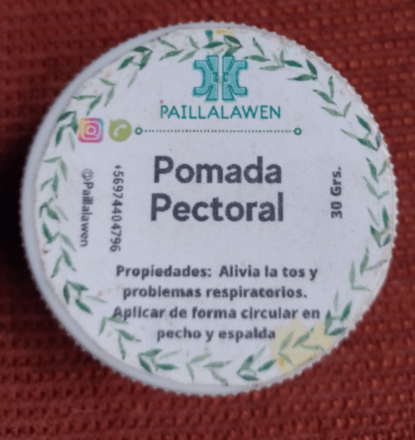 PAILLALAWEN
Pomada
Pectoral
30 Grs.
+56974404796
@Paillalawen
Propiedades: Alivia la tos y
problemas respiratorios.
Aplicar de forma circular en
pecho y espalda